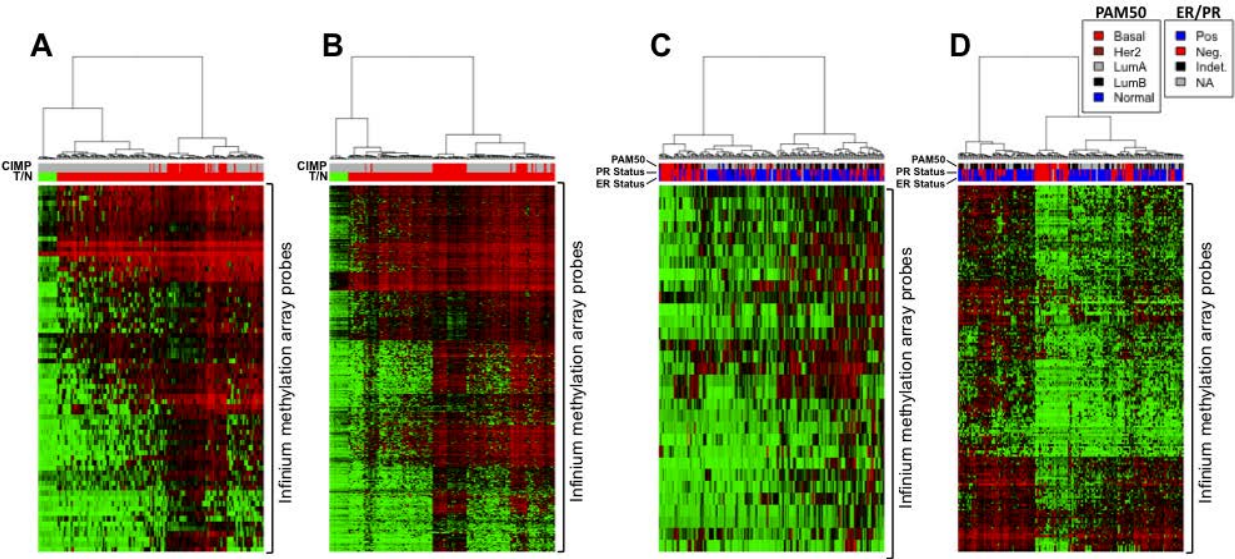 PAM50 ER/PR
Basal Pos
Her2 Neg.
LumA Indet.
LumB NA
Normal
A B C D
CIMP
T/N
CIMP
T/N
PAM50
PR Status
ER Status
PAM50
PR Status
ER Status
Infinium methylation array probes
Infinium methylation array probes
Infinium methylation array probes
Infinium methylation array probes